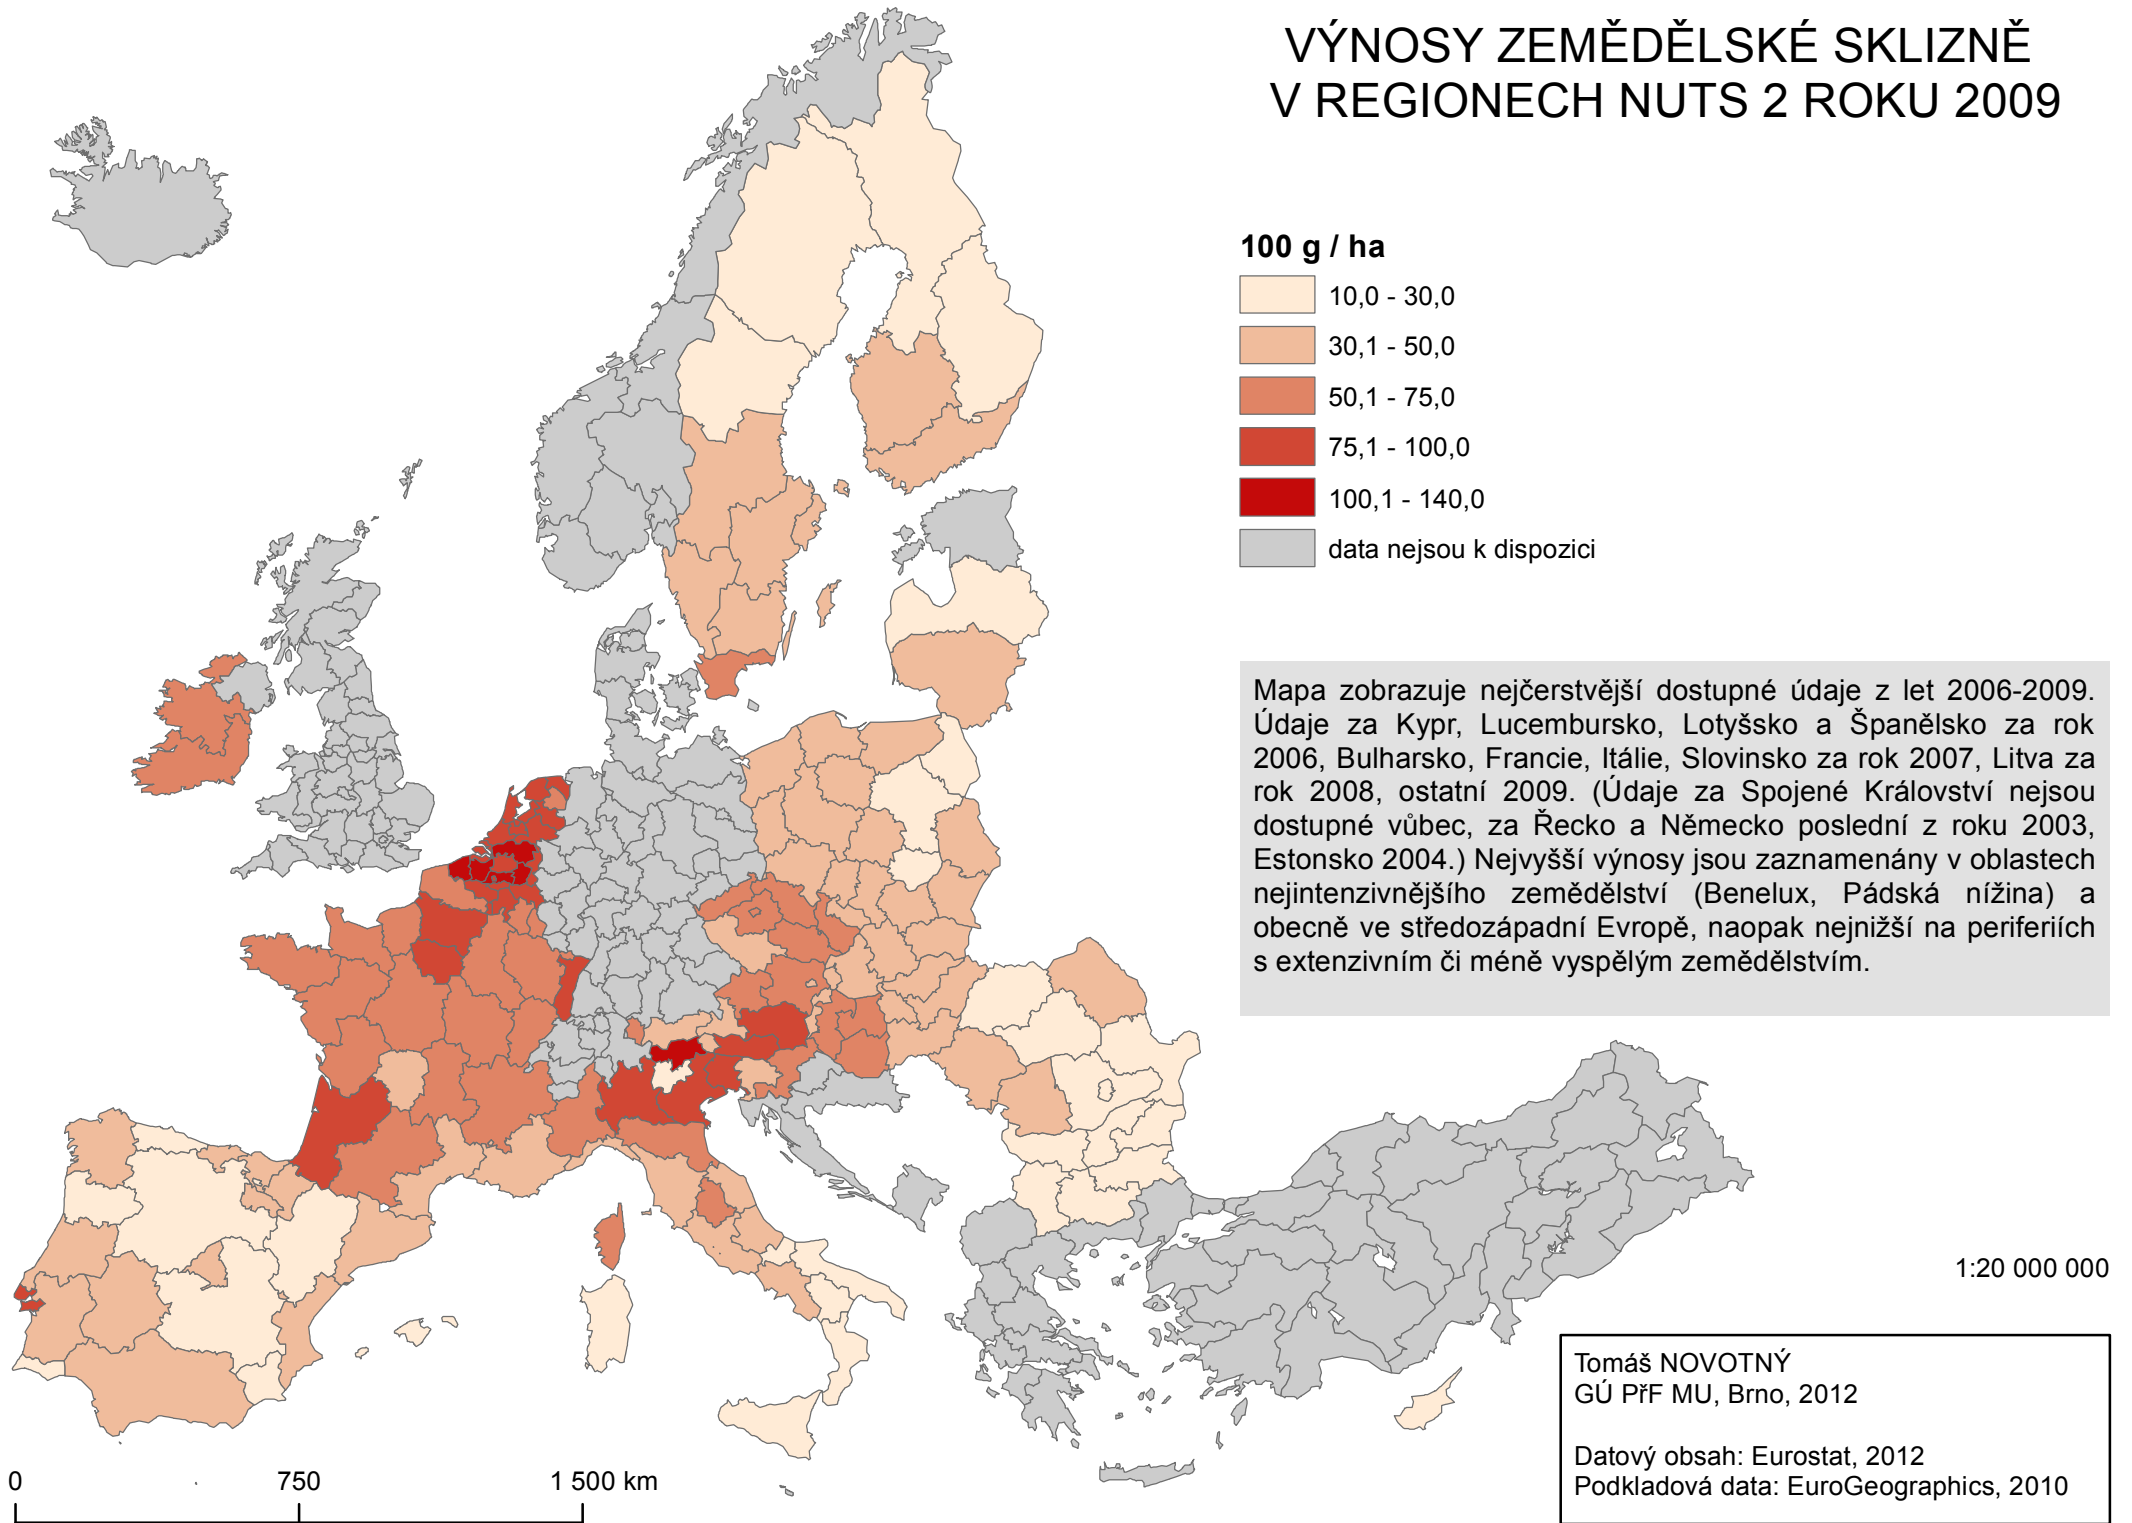 VÝNOSY ZEMĚDĚLSKÉ SKLIZNĚ
V REGIONECH NUTS 2 ROKU 2009
100 g / ha
10,0 - 30,0
30,1 - 50,0
50,1 - 75,0
75,1 - 100,0
100,1 - 140,0
data nejsou k dispozici
Mapa zobrazuje nejčerstvější dostupné údaje z let 2006-2009.
Údaje za Kypr, Lucembursko, Lotyšsko a Španělsko za rok
2006, Bulharsko, Francie, Itálie, Slovinsko za rok 2007, Litva za
rok 2008, ostatní 2009. (Údaje za Spojené Království nejsou
dostupné vůbec, za Řecko a Německo poslední z roku 2003,
Estonsko 2004.) Nejvyšší výnosy jsou zaznamenány v oblastech
nejintenzivnějšího zemědělství (Benelux, Pádská nížina) a
obecně ve středozápadní Evropě, naopak nejnižší na periferiích
s extenzivním či méně vyspělým zemědělstvím.
1:20 000 000
Tomáš NOVOTNÝ
GÚ PřF MU, Brno, 2012
Datový obsah: Eurostat, 2012
Podkladová data: EuroGeographics, 2010
0 750 1 500 km